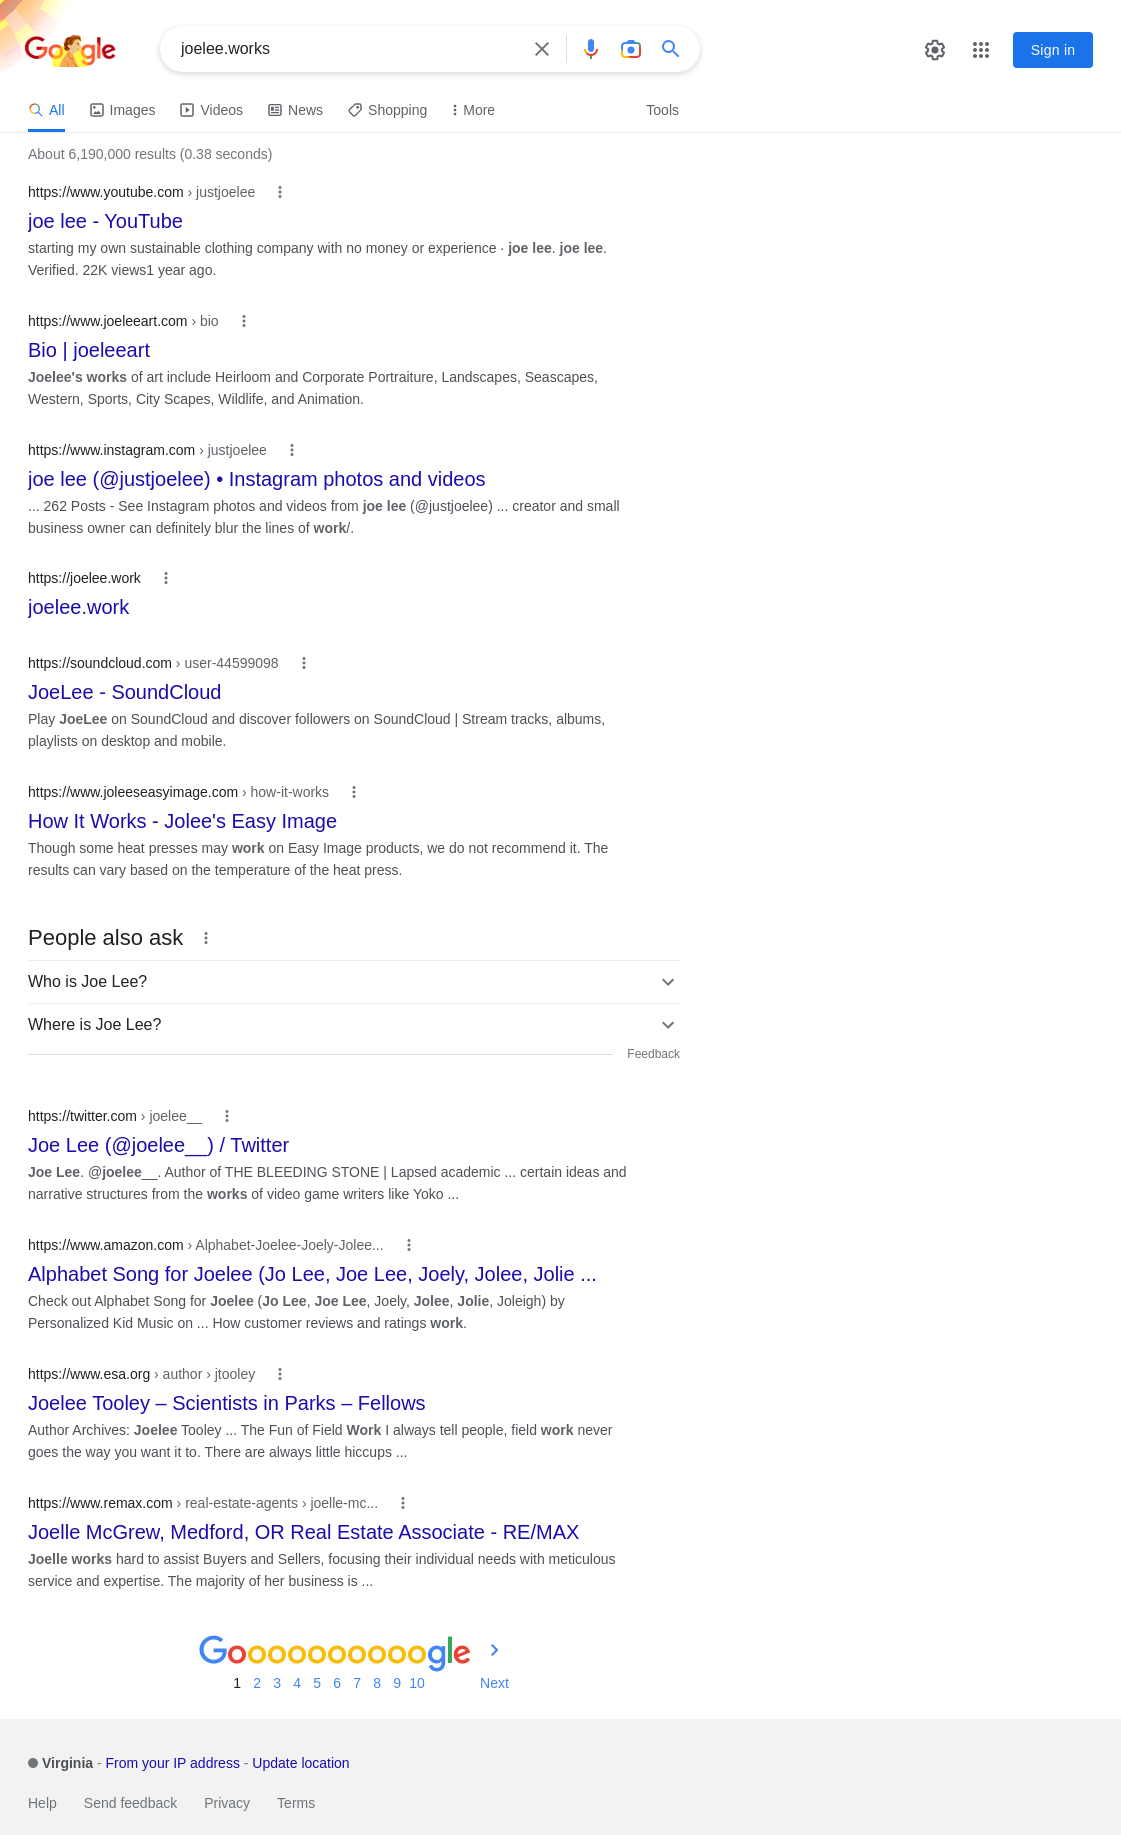 Google
joelee.works
Sign in
All Images Videos News Shopping More Tools
About 6,190,000 results (0.38 seconds)
https://www.youtube.com › justjoelee
joe lee - YouTube
starting my own sustainable clothing company with no money or experience · joe lee. joe lee.
Verified. 22K views1 year ago.
https://www.joeleeart.com › bio
Bio | joeleeart
Joelee's works of art include Heirloom and Corporate Portraiture, Landscapes, Seascapes,
Western, Sports, City Scapes, Wildlife, and Animation.
https://www.instagram.com › justjoelee
joe lee (@justjoelee) • Instagram photos and videos
... 262 Posts - See Instagram photos and videos from joe lee (@justjoelee) ... creator and small
business owner can definitely blur the lines of work/.
https://joelee.work
joelee.work
https://soundcloud.com › user-44599098
JoeLee - SoundCloud
Play JoeLee on SoundCloud and discover followers on SoundCloud | Stream tracks, albums,
playlists on desktop and mobile.
https://www.joleeseasyimage.com › how-it-works
How It Works - Jolee's Easy Image
Though some heat presses may work on Easy Image products, we do not recommend it. The
results can vary based on the temperature of the heat press.
People also ask
Who is Joe Lee?
Where is Joe Lee?
Feedback
https://twitter.com › joelee__
Joe Lee (@joelee__) / Twitter
Joe Lee. @joelee__. Author of THE BLEEDING STONE | Lapsed academic ... certain ideas and
narrative structures from the works of video game writers like Yoko ...
https://www.amazon.com › Alphabet-Joelee-Joely-Jolee...
Alphabet Song for Joelee (Jo Lee, Joe Lee, Joely, Jolee, Jolie ...
Check out Alphabet Song for Joelee (Jo Lee, Joe Lee, Joely, Jolee, Jolie, Joleigh) by
Personalized Kid Music on ... How customer reviews and ratings work.
https://www.esa.org › author › jtooley
Joelee Tooley – Scientists in Parks – Fellows
Author Archives: Joelee Tooley ... The Fun of Field Work I always tell people, field work never
goes the way you want it to. There are always little hiccups ...
https://www.remax.com › real-estate-agents › joelle-mc...
Joelle McGrew, Medford, OR Real Estate Associate - RE/MAX
Joelle works hard to assist Buyers and Sellers, focusing their individual needs with meticulous
service and expertise. The majority of her business is ...
Goooooooooogle
1 2 3 4 5 6 7 8 9 10 Next
Virginia - From your IP address - Update location
Help Send feedback Privacy Terms